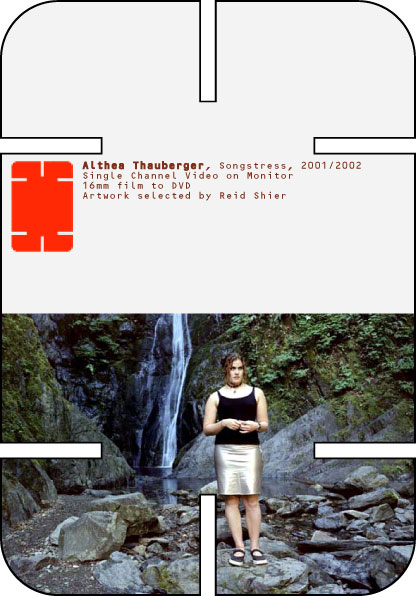 Althea Thauberger, Songstress, 2001/2002
Single Channel Video on Monitor
16mm film to DVD
Artwork selected by Reid Shier